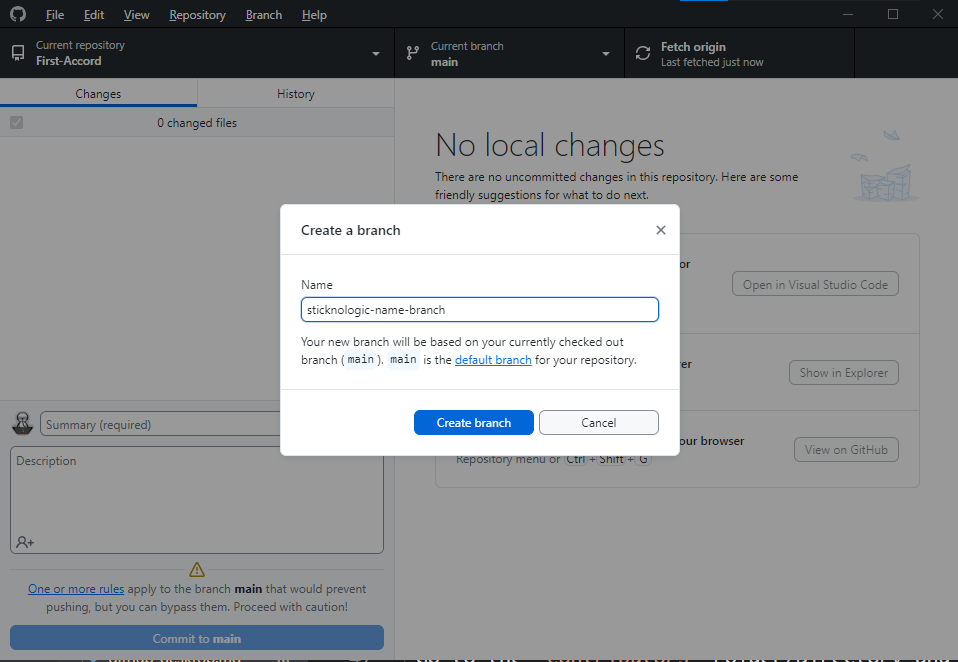 File Edit View Repository Branch Help
Current repository
First-Accord
Current branch
main
Fetch origin
Last fetched just now
Changes
History
0 changed files
No local changes
There are no uncommitted changes in this repository. Here are some
friendly suggestions for what to do next.
Open in Visual Studio Code
Show in Explorer
your browser
View on GitHub
Repository menu or Ctrl + Shift + G
Create a branch
Name
sticknologic-name-branch
Your new branch will be based on your currently checked out
branch (main). main is the default branch for your repository.
Create branch
Cancel
Summary (required)
Description
One or more rules apply to the branch main that would prevent
pushing, but you can bypass them. Proceed with caution!
Commit to main